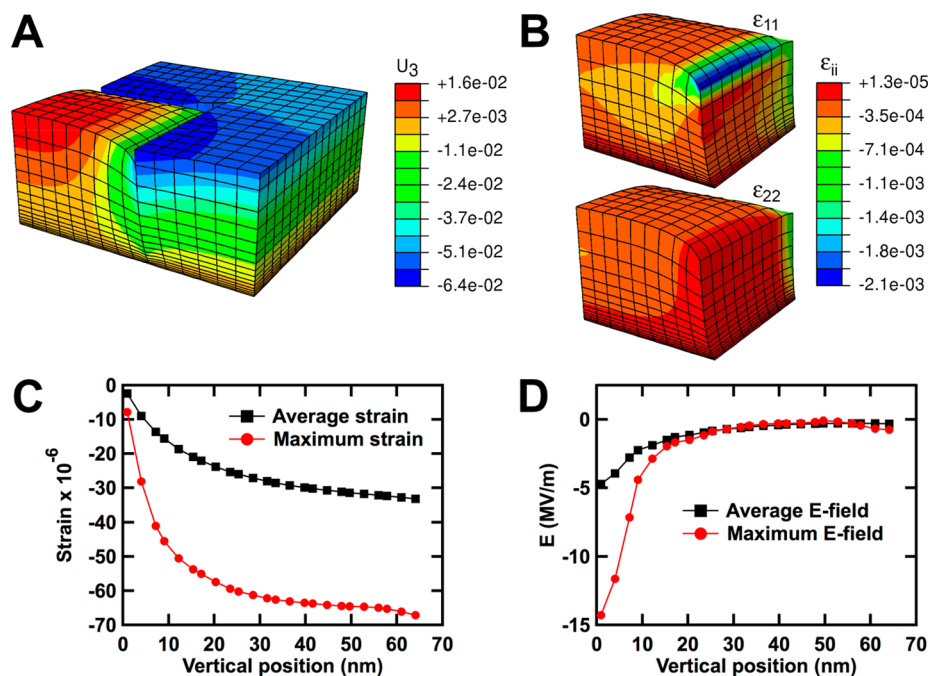 A
U3
+1.6e-02
+2.7e-03
-1.1e-02
-2.4e-02
-3.7e-02
-5.1e-02
-6.4e-02
B
ε11
εii
+1.3e-05
-3.5e-04
-7.1e-04
-1.1e-03
-1.4e-03
-1.8e-03
-2.1e-03
ε22
C
0
-10
-20
-30
-40
-50
-60
-70
Strain x 10-6
Average strain
Maximum strain
0 10 20 30 40 50 60 70
Vertical position (nm)
D
0
-5
-10
-15
E (MV/m)
Average E-field
Maximum E-field
0 10 20 30 40 50 60 70
Vertical position (nm)